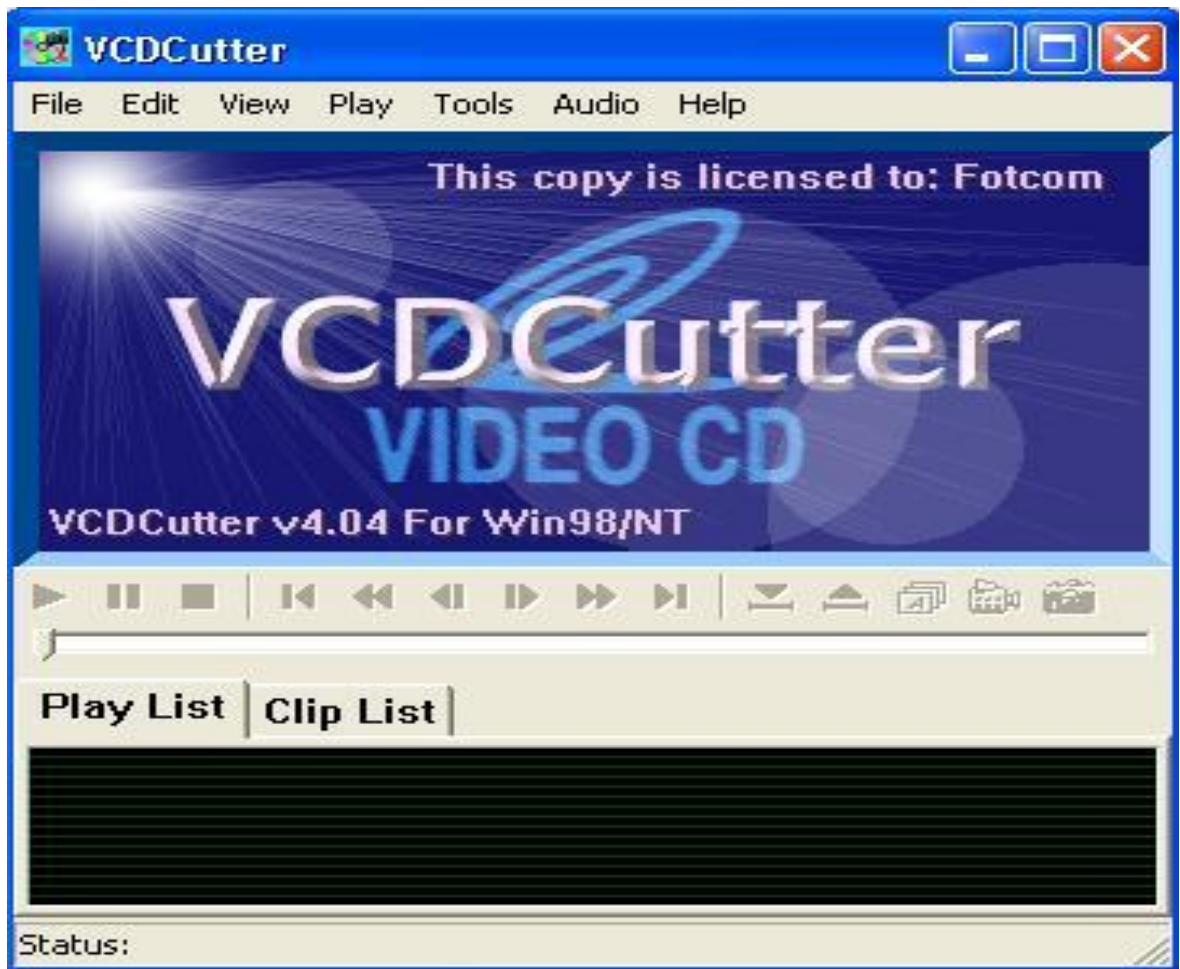 VCDCutter
File Edit View Play Tools Audio Help
This copy is licensed to: Fotcom
VCDCutter
VIDEO CD
VCDCutter v4.04 For Win98/NT
Play List Clip List
Status: